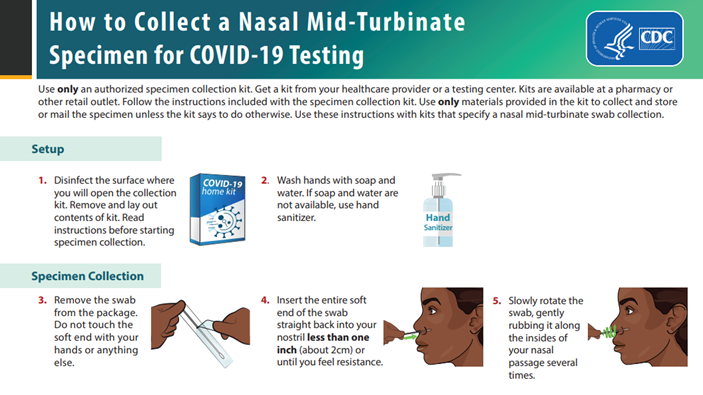 How to Collect a Nasal Mid-Turbinate
Specimen for COVID-19 Testing
CDC
Use only an authorized specimen collection kit. Get a kit from your healthcare provider or a testing center. Kits are available at a pharmacy or
other retail outlet. Follow the instructions included with the specimen collection kit. Use only materials provided in the kit to collect and store
or mail the specimen unless the kit says to do otherwise. Use these instructions with kits that specify a nasal mid-turbinate swab collection.
Setup
1. Disinfect the surface where
you will open the collection
kit. Remove and lay out
contents of kit. Read
instructions before starting
specimen collection.
COVID-19
home kit
2. Wash hands with soap and
water. If soap and water are
not available, use hand
sanitizer.
Hand
Sanitizer
Specimen Collection
3. Remove the swab
from the package.
Do not touch the
soft end with your
hands or anything
else.
4. Insert the entire soft
end of the swab
straight back into your
nostril less than one
inch (about 2cm) or
until you feel resistance.
5. Slowly rotate the
swab, gently
rubbing it along
the insides of
your nasal
passage several
times.